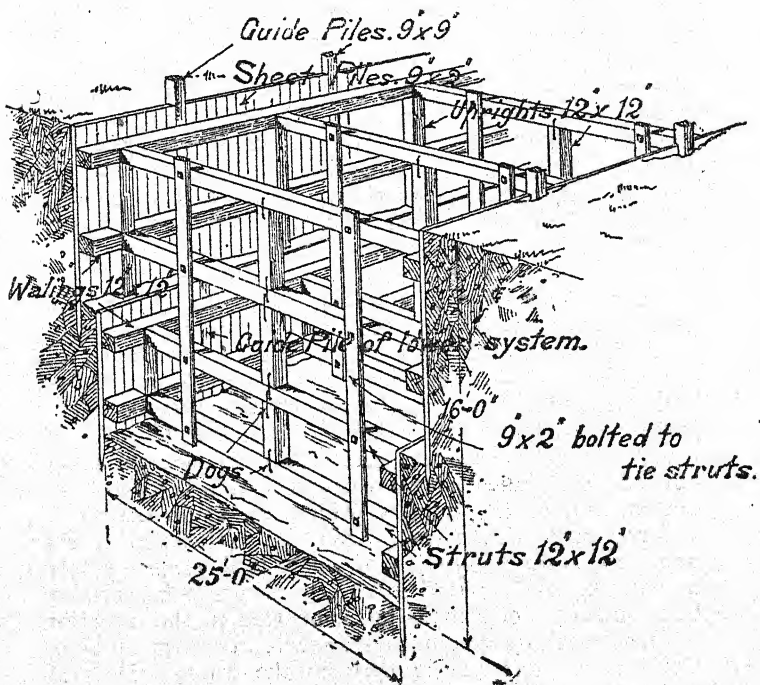 Guide Piles. 9"x9"
Sheet Piles. 9"x3"
Uprights 12"x12"
Walings 12"x12"
Guide Pile of lower system.
16'-0"
9"x2" bolted to
tie struts.
Dogs
Struts 12"x12"
25'-0"